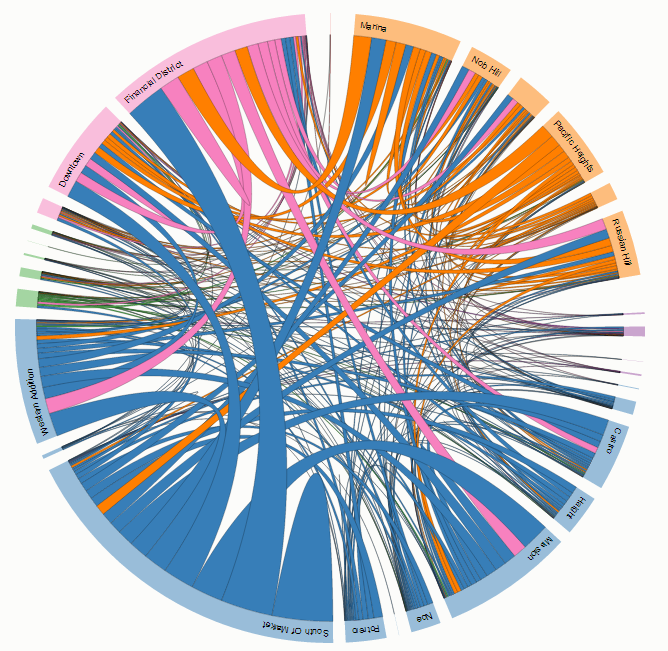 Marina
Nob Hill
Pacific Heights
Russian Hill
Castro
Haight
Mission
Noe
Potrero
South Of Market
Western Addition
Downtown
Financial District